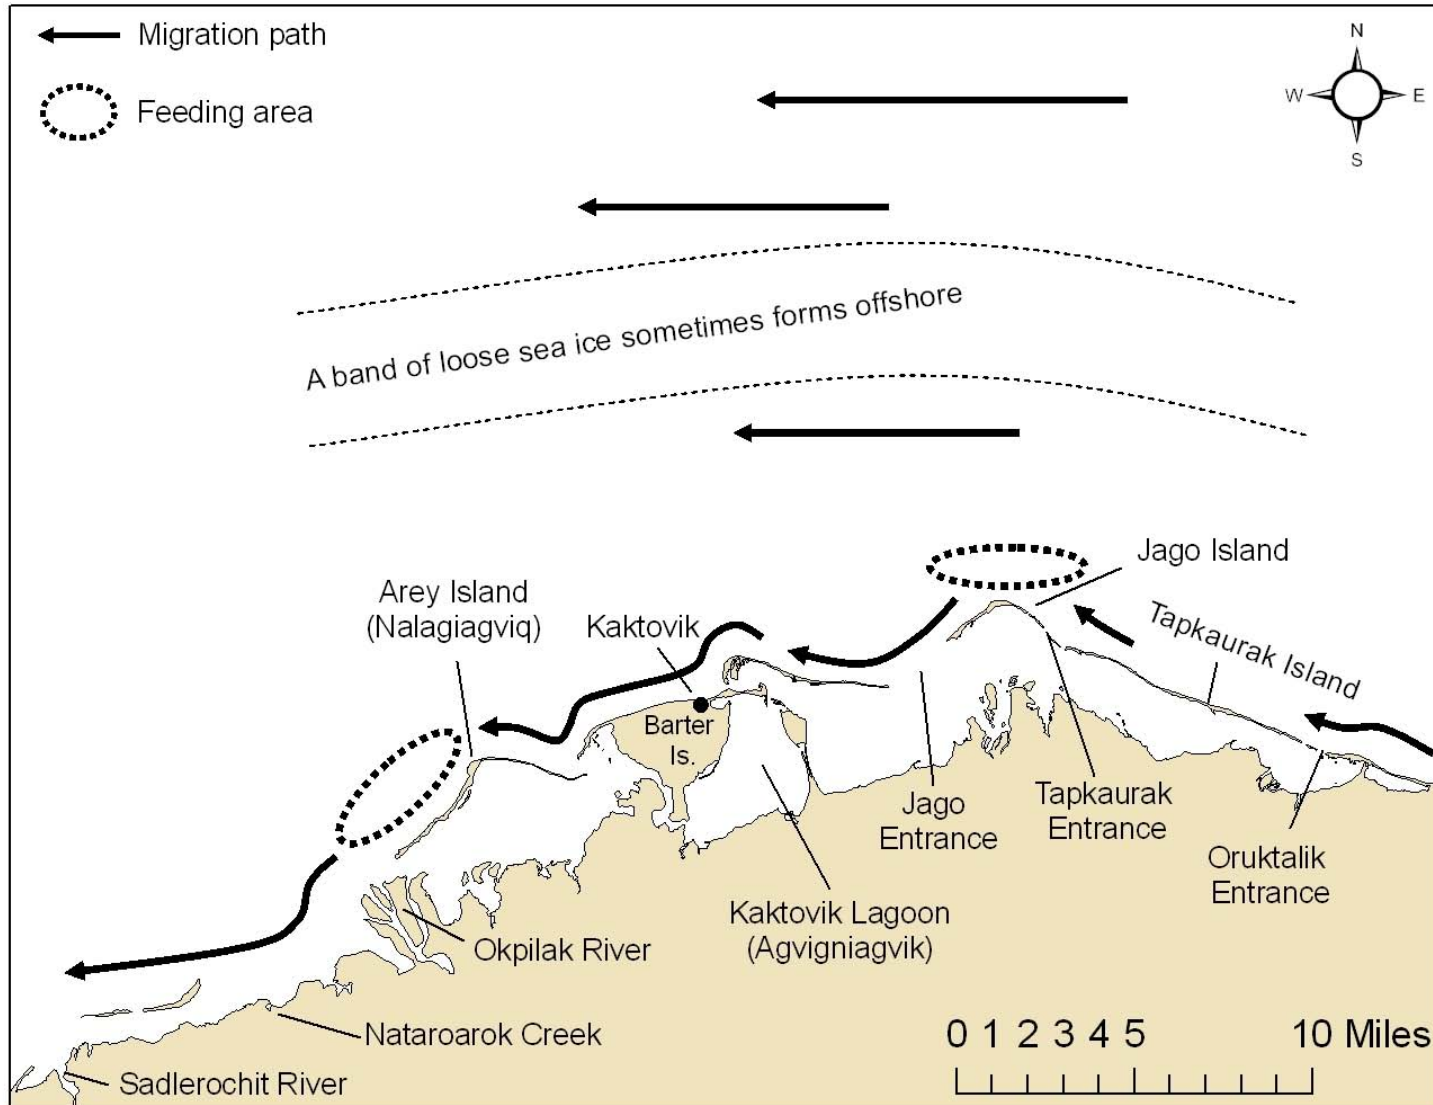 Migration path
Feeding area
N
W
E
S
A band of loose sea ice sometimes forms offshore
Jago Island
Arey Island
(Nalagiagviq)
Kaktovik
Tapkaurak Island
Barter
Is.
Jago
Entrance
Tapkaurak
Entrance
Oruktalik
Entrance
Kaktovik Lagoon
(Agvigniagvik)
Okpilak River
Nataroarok Creek
Sadlerochit River
0 1 2 3 4 5 10 Miles